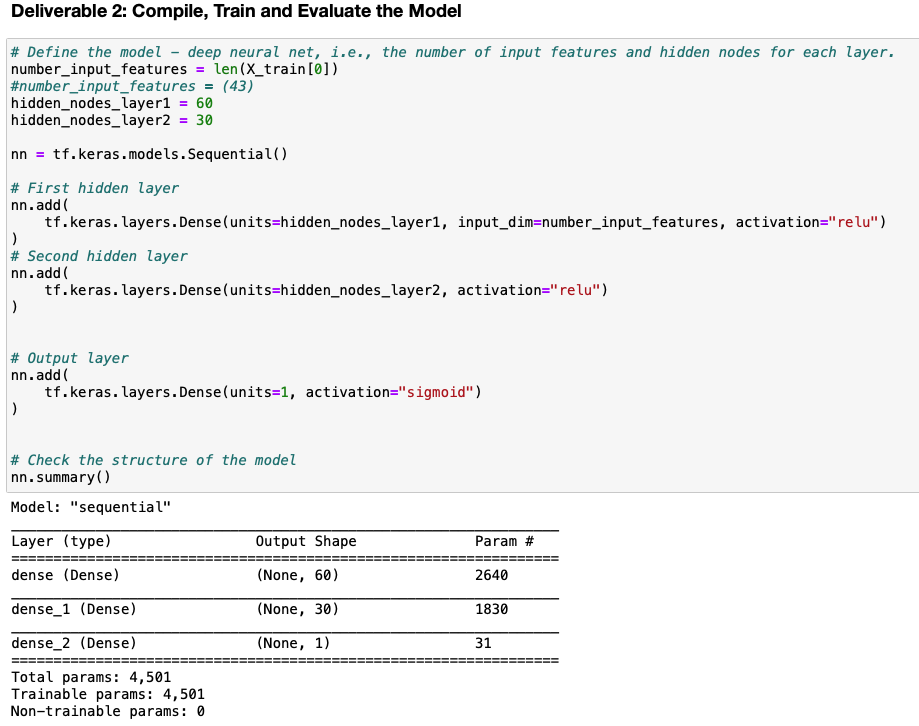 Deliverable 2: Compile, Train and Evaluate the Model
# Define the model – deep neural net, i.e., the number of input features and hidden nodes for each layer.
number_input_features = len(X_train[0])
#number_input_features = (43)
hidden_nodes_layer1 = 60
hidden_nodes_layer2 = 30
nn = tf.keras.models.Sequential()
# First hidden layer
nn.add(
    tf.keras.layers.Dense(units=hidden_nodes_layer1, input_dim=number_input_features, activation="relu")
)
# Second hidden layer
nn.add(
    tf.keras.layers.Dense(units=hidden_nodes_layer2, activation="relu")
)
# Output layer
nn.add(
    tf.keras.layers.Dense(units=1, activation="sigmoid")
)
# Check the structure of the model
nn.summary()
Model: "sequential"
_________________________________________________________________
Layer (type)                 Output Shape              Param #
=================================================================
dense (Dense)                (None, 60)                2640
_________________________________________________________________
dense_1 (Dense)              (None, 30)                1830
_________________________________________________________________
dense_2 (Dense)              (None, 1)                 31
=================================================================
Total params: 4,501
Trainable params: 4,501
Non-trainable params: 0